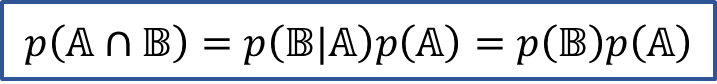 p(𝔸 ∩ 𝔹) = p(𝔹|𝔸)p(𝔸) = p(𝔹)p(𝔸)